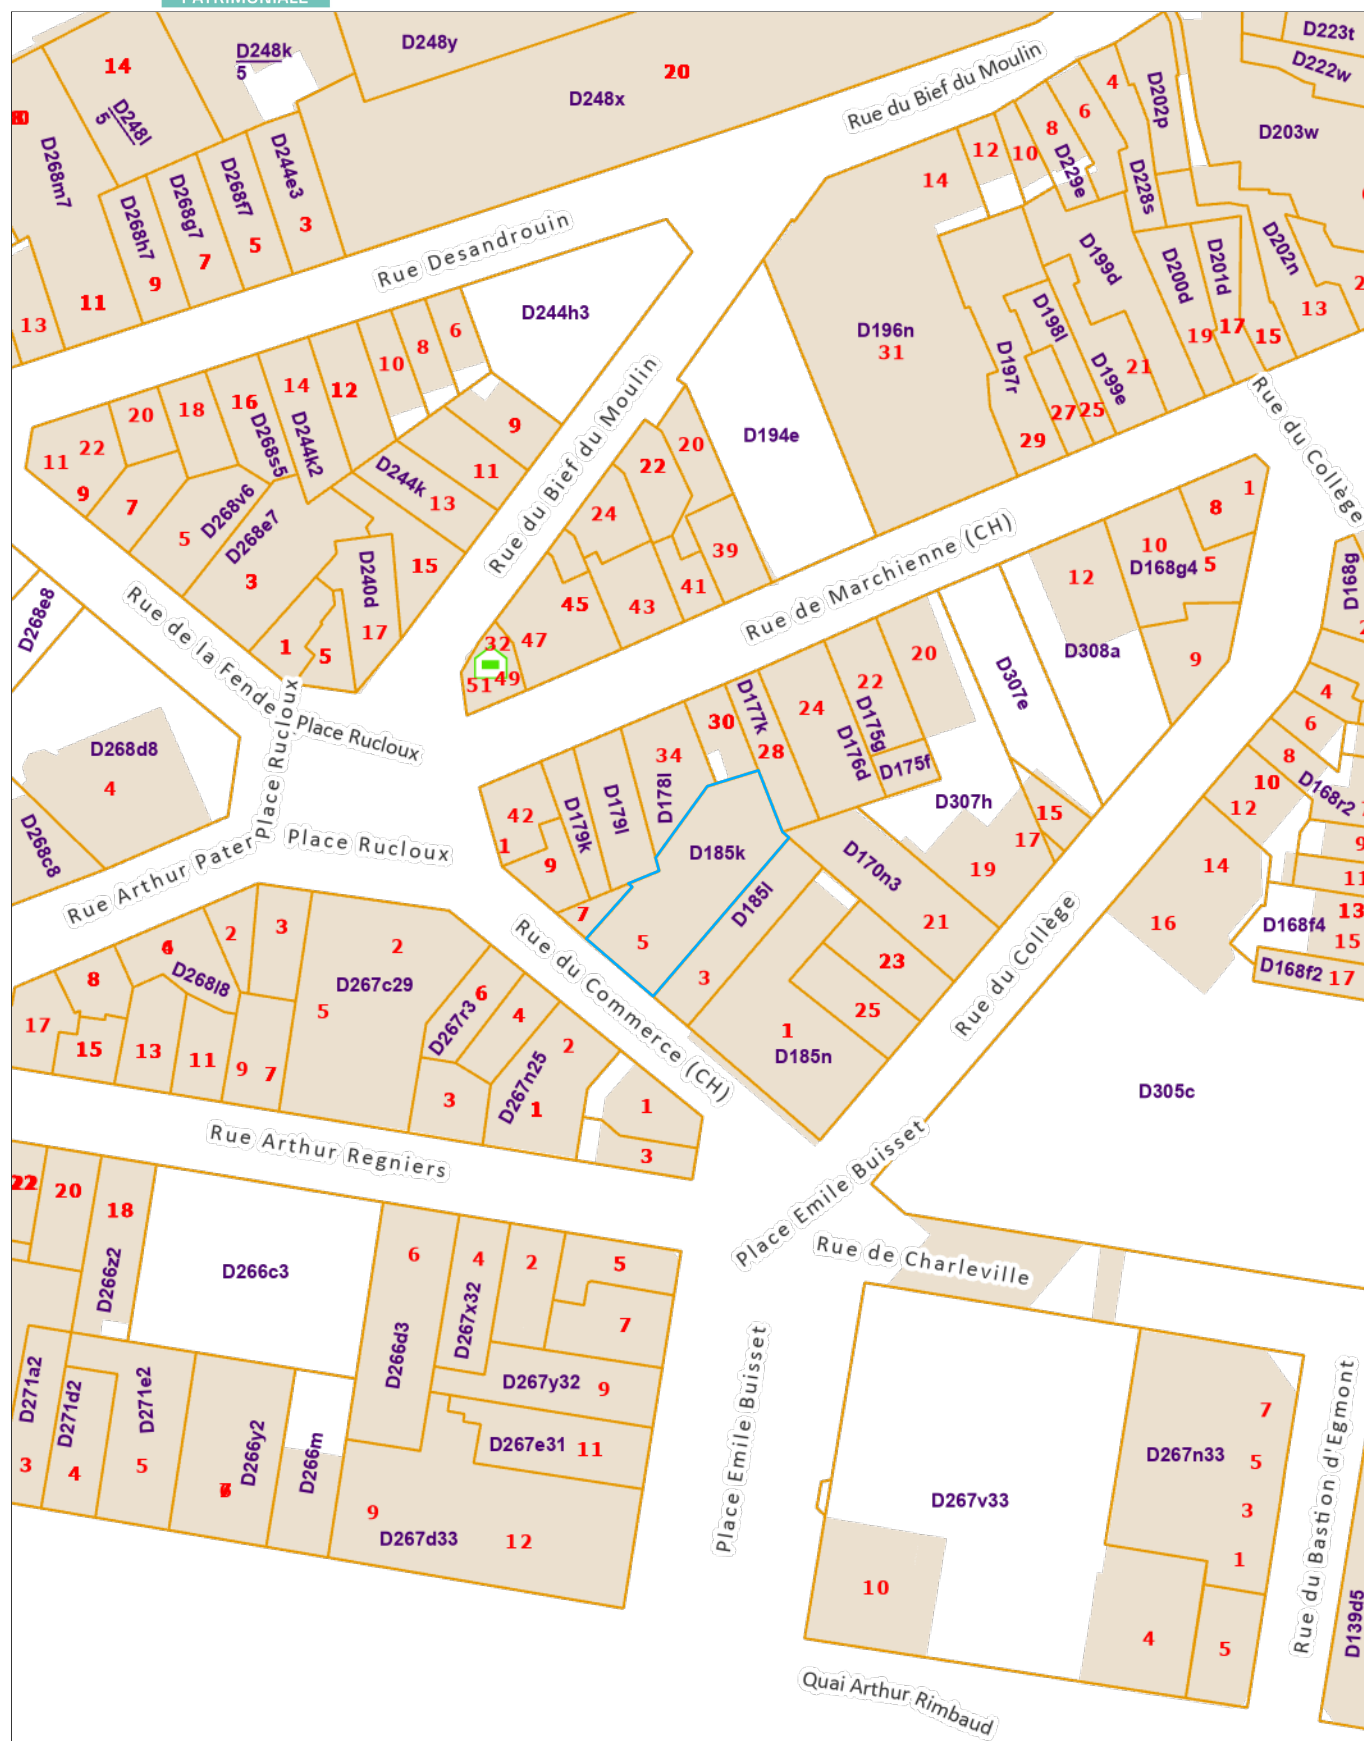 PATRIMONIALE
D248k
5
D248y
D223t
D222w
14
20
D248x
Rue du Bief du Moulin
4
D202p
D248l
5
6
8
D203w
D268m7
D244e3
D268f7
D268g7
D268h7
12
10
D229e
14
D228s
3
5
7
9
11
13
Rue Desandrouin
D244h3
D199d
D200d
D201d
D202n
6
8
10
12
14
16
18
20
22
11
9
7
5
D268s5
D244k2
D196n
31
D198l
D197r
D199e
21
19
17
15
13
27
25
29
9
11
13
D244k
D268v6
D268e7
3
D240d
15
17
1
5
Rue du Bief du Moulin
20
22
24
D194e
39
41
43
45
47
32
49
51
Rue de Marchienne (CH)
Rue du Collège
1
8
10
D168g4
5
12
9
D168g
D308a
D307e
D268e8
Rue de la Fenderie
Place Rucloux
Place Rucloux
D268d8
4
D268c8
20
22
24
D175g
D176d
D175f
D177k
28
30
34
D178l
D179l
D179k
42
1
9
7
D307h
15
17
19
4
6
8
10
12
D168r2
14
16
9
11
13
15
17
D168f4
D168f2
Place Rucloux
Rue Arthur Pater
D185k
5
D185l
3
D170n3
21
23
25
1
D185n
Rue du Collège
Rue du Commerce (CH)
2
3
4
D268l8
8
17
15
13
11
9
7
2
D267c29
5
D267r3
6
4
2
D267n25
3
1
1
3
D305c
Rue Arthur Regniers
Place Emile Buisset
Rue de Charleville
22
20
18
D266z2
D266c3
6
D266d3
4
D267x32
2
5
7
D267y32
9
D267e31
11
D271a2
3
D271d2
4
D271e2
5
D266y2
D266m
9
D267d33
12
Place Emile Buisset
D267v33
10
D267n33
7
5
3
1
4
5
Rue du Bastion d'Egmont
D139d5
Quai Arthur Rimbaud